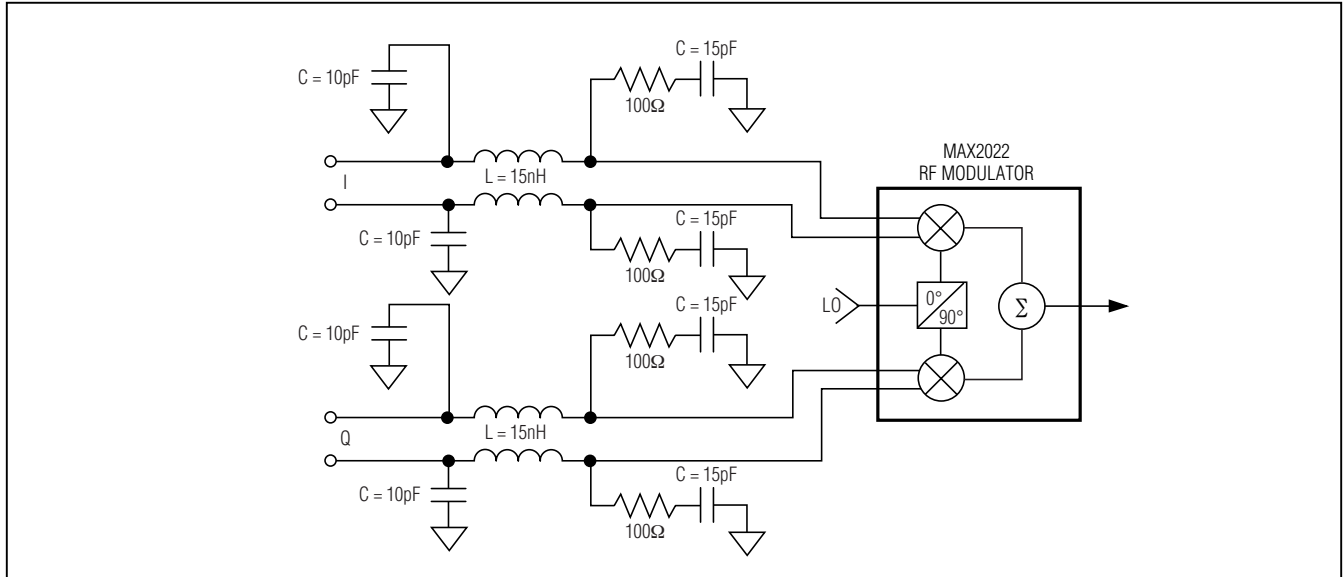 C = 15pF
C = 10pF
100Ω
MAX2022
RF MODULATOR
L = 15nH
I
C = 15pF
C = 10pF
100Ω
LO
0°
90°
Σ
C = 15pF
C = 10pF
100Ω
L = 15nH
Q
C = 15pF
C = 10pF
100Ω